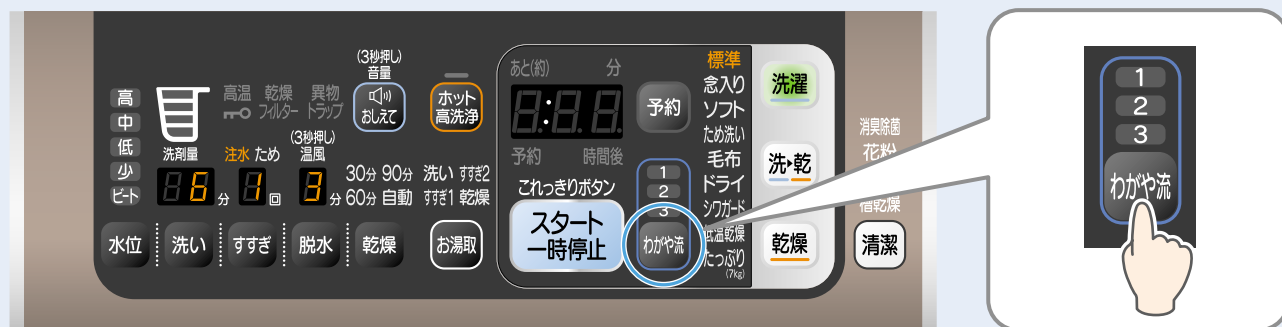 高
中
低
少
ヒート
洗剤量
高温
乾燥
フィルター
異物
トラップ
(3秒押し)
音量
おしえて
ホット
高洗浄
注水 ため
(3秒押し)
温風
6分
1回
3分
30分 90分
60分 自動
洗い すすぎ2
すすぎ1 乾燥
水位
洗い
すすぎ
脱水
乾燥
お湯取
あと(約) 分
予約 時間後
予約
これっきりボタン
スタート
一時停止
1
2
3
わがや流
標準
念入り
ソフト
ため洗い
毛布
ドライ
シワガード
低温乾燥
たっぷり
(7kg)
洗濯
洗▶乾
乾燥
消臭除菌
花粉
槽乾燥
清潔
1
2
3
わがや流